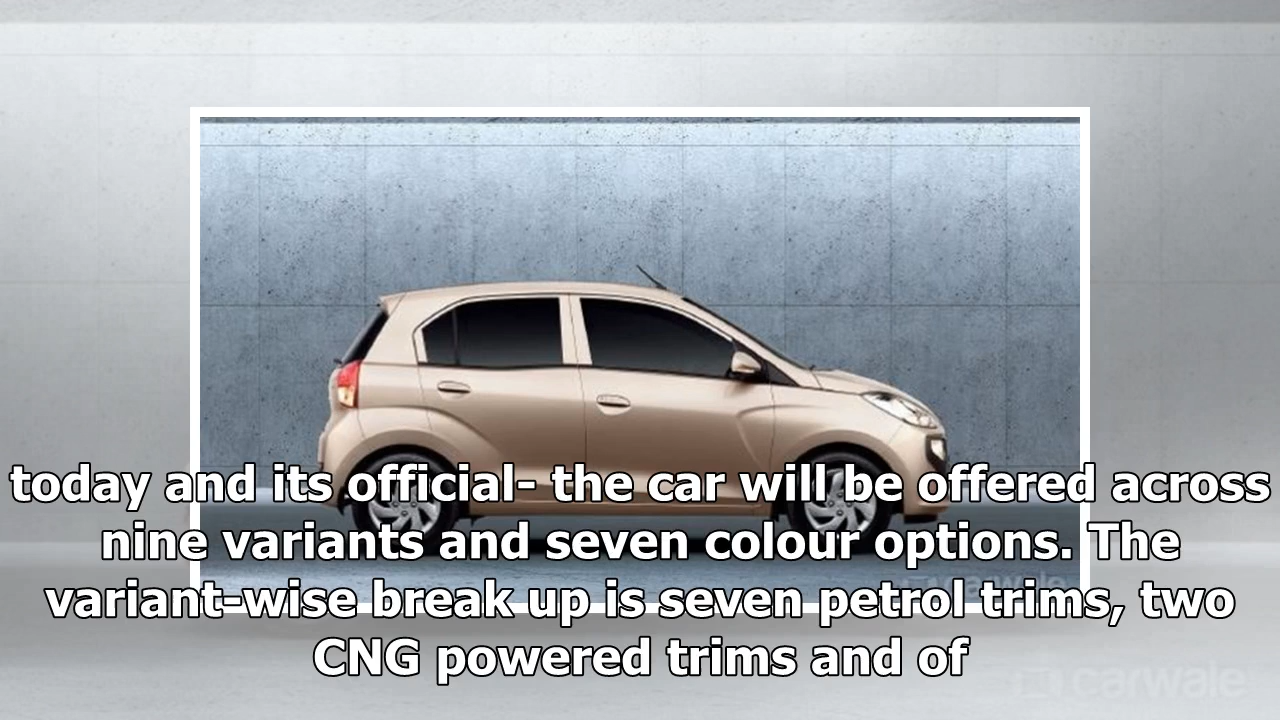 today and its official- the car will be offered across
nine variants and seven colour options. The
variant-wise break up is seven petrol trims, two
CNG powered trims and of
carwale
carwale